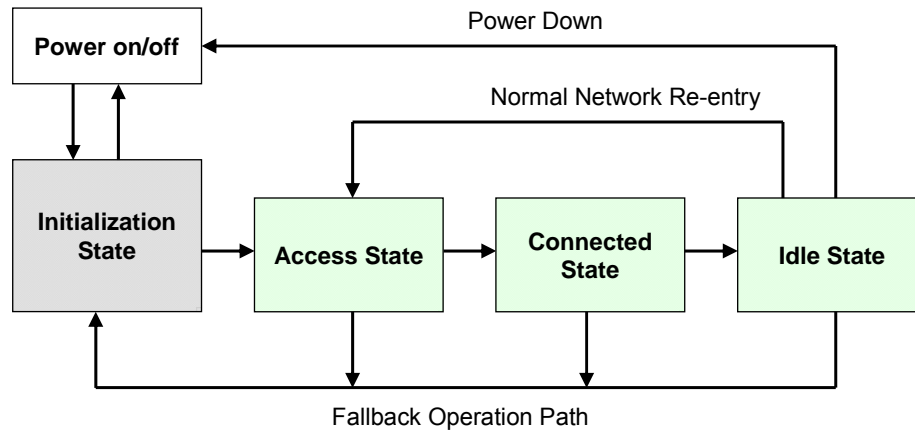 Power Down
Power on/off
Normal Network Re-entry
Initialization
State
Access State
Connected
State
Idle State
Fallback Operation Path